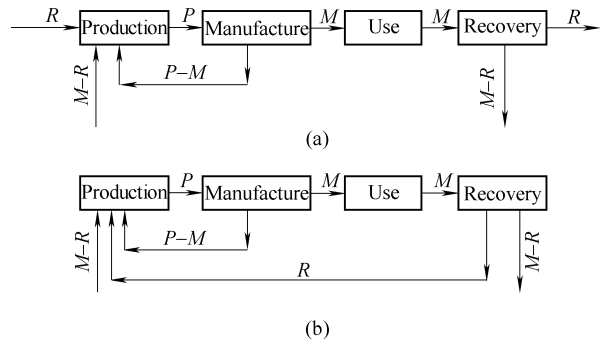 R Production P Manufacture M Use M Recovery R
M–R P–M M–R
(a)
Production P Manufacture M Use M Recovery
M–R P–M R M–R
(b)